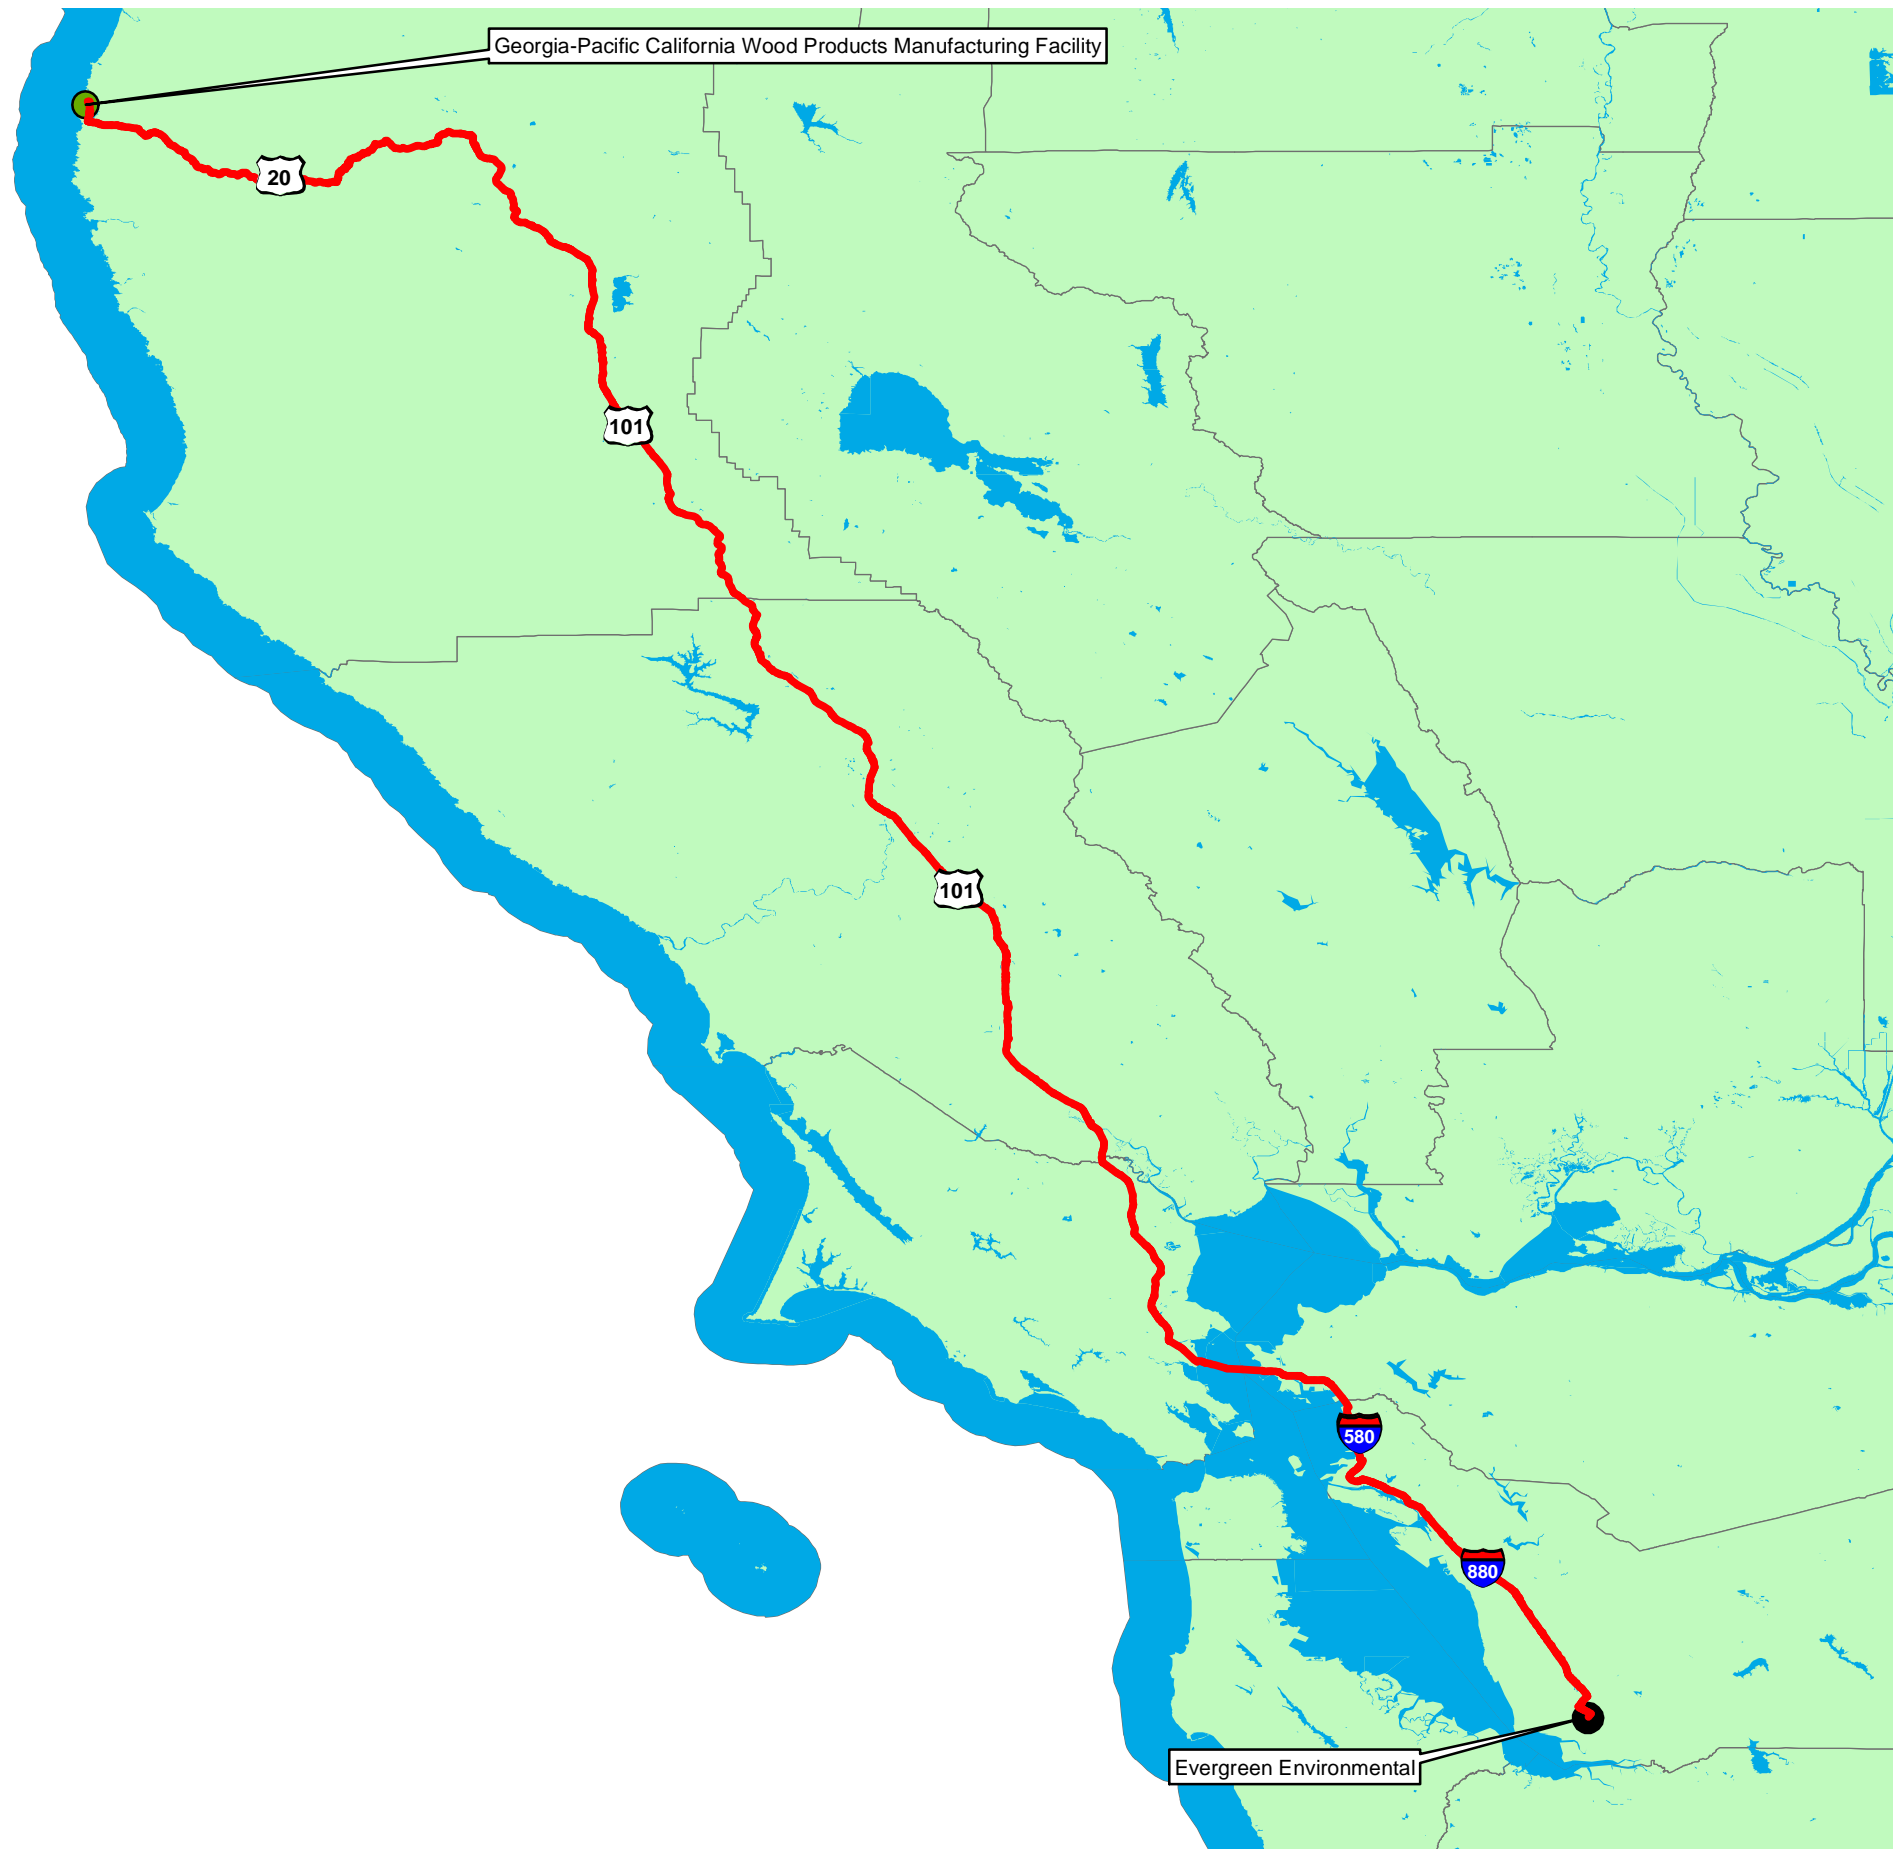 Georgia-Pacific California Wood Products Manufacturing Facility
20
101
101
580
880
Evergreen Environmental